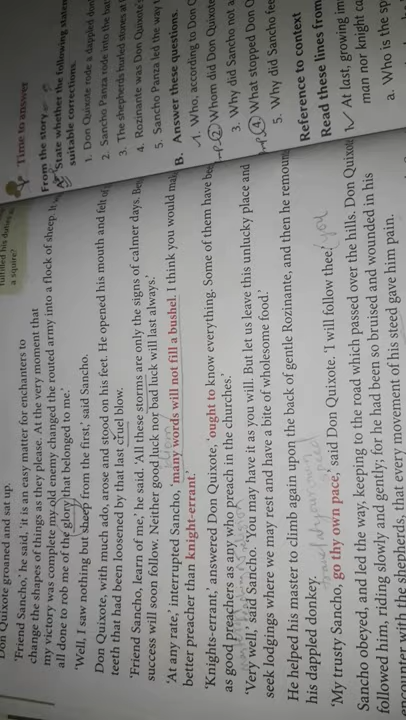 fulfilled his duties as
a squire?
Don Quixote groaned and sat up.
'Friend Sancho,' he said, 'it is an easy matter for enchanters to
change the shapes of things as they please. At the very moment that
my victory was complete my old enemy changed the routed army into a flock of sheep.
all done to rob me of the glory that belonged to me.'
'Well, I saw nothing but sheep from the first,' said Sancho.
Don Quixote, with much ado, arose and stood on his feet. He opened his mouth and felt of
teeth that had been loosened by that last cruel blow.
'Friend Sancho, learn of me,' he said. 'All these storms are only the signs of calmer days.
success will soon follow. Neither good luck nor bad luck will last always.'
'At any rate,' interrupted Sancho, 'many words will not fill a bushel. I think you would
better preacher than knight-errant.'
'Knights-errant,' answered Don Quixote, 'ought to know everything. Some of them have
as good preachers as any who preach in the churches.'
'Very well,' said Sancho. 'You may have it as you will. But let us leave this unlucky place and
seek lodgings where we may rest and have a bite of wholesome food.'
He helped his master to climb again upon the back of gentle Rozinante, and then he
his dappled donkey.
'My trusty Sancho, go thy own pace,' said Don Quixote. 'I will follow thee.' you
Sancho obeyed, and led the way, keeping to the road which passed over the hills. Don
followed him, riding slowly and gently; for he had been so bruised and wounded in his
encounter with the shepherds, that every movement of his steed gave him pain.
Time to answer
From the story
A. State whether the following
suitable corrections.
1. Don Quixote rode a dappled
2. Sancho Panza rode into the
3. The shepherds hurled stones at
4. Rozinante was Don Quixote's
5. Sancho Panza led the way
B. Answer these questions.
1. Who, according to Don
2. Whom did Don Quixote
3. Why did Sancho not
4. What stopped Don
5. Why did Sancho
Reference to context
Read these lines from
1. At last, growing
man nor knight
a. Who is the